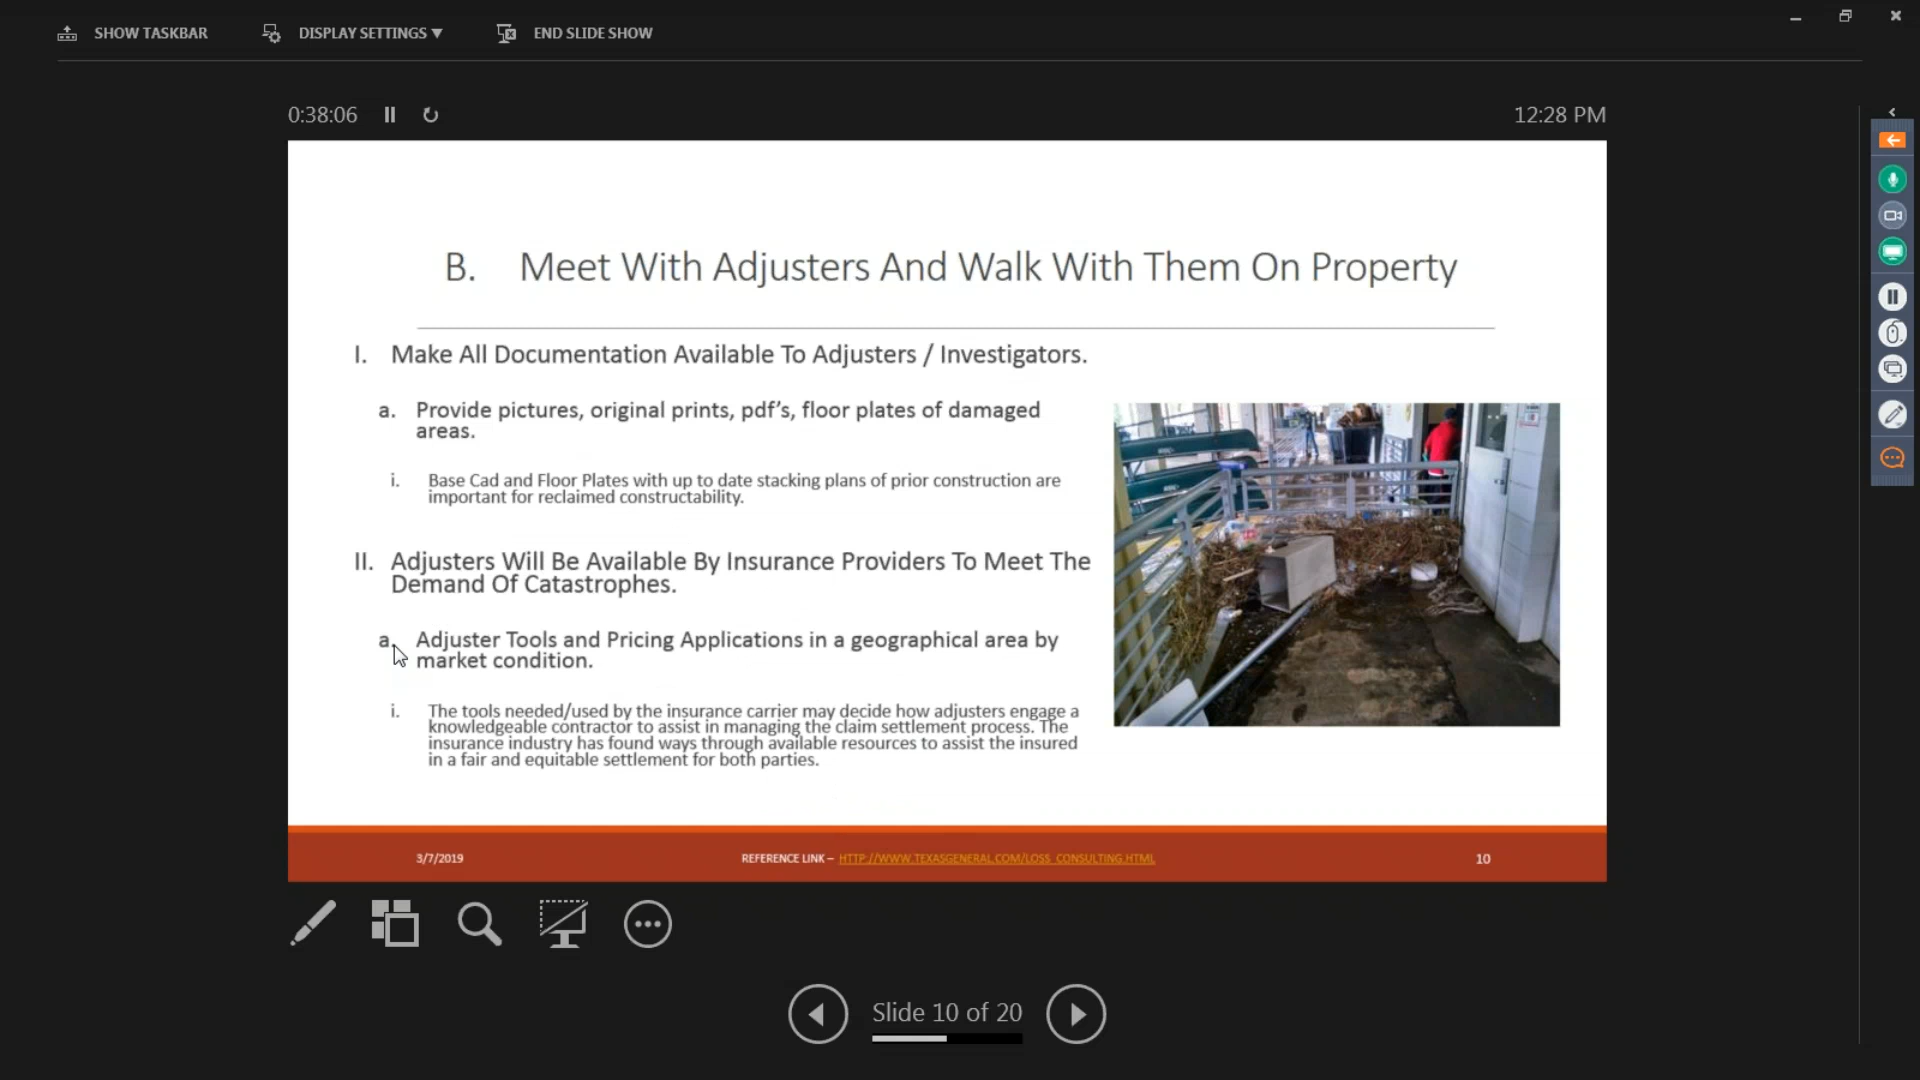 SHOW TASKBAR
DISPLAY SETTINGS ▼
END SLIDE SHOW
0:38:06
12:28 PM
B. Meet With Adjusters And Walk With Them On Property
I. Make All Documentation Available To Adjusters / Investigators.
a. Provide pictures, original prints, pdf's, floor plates of damaged
areas.
i. Base Cad and Floor Plates with up to date stacking plans of prior construction are
important for reclaimed constructability.
II. Adjusters Will Be Available By Insurance Providers To Meet The
Demand Of Catastrophes.
a. Adjuster Tools and Pricing Applications in a geographical area by
market condition.
i. The tools needed/used by the insurance carrier may decide how adjusters engage a
knowledgeable contractor to assist in managing the claim settlement process. The
insurance industry has found ways through available resources to assist the insured
in a fair and equitable settlement for both parties.
3/7/2019
REFERENCE LINK – HTTP://WWW.TEXASGENERAL.COM/LOSS_CONSULTING.HTML
10
Slide 10 of 20